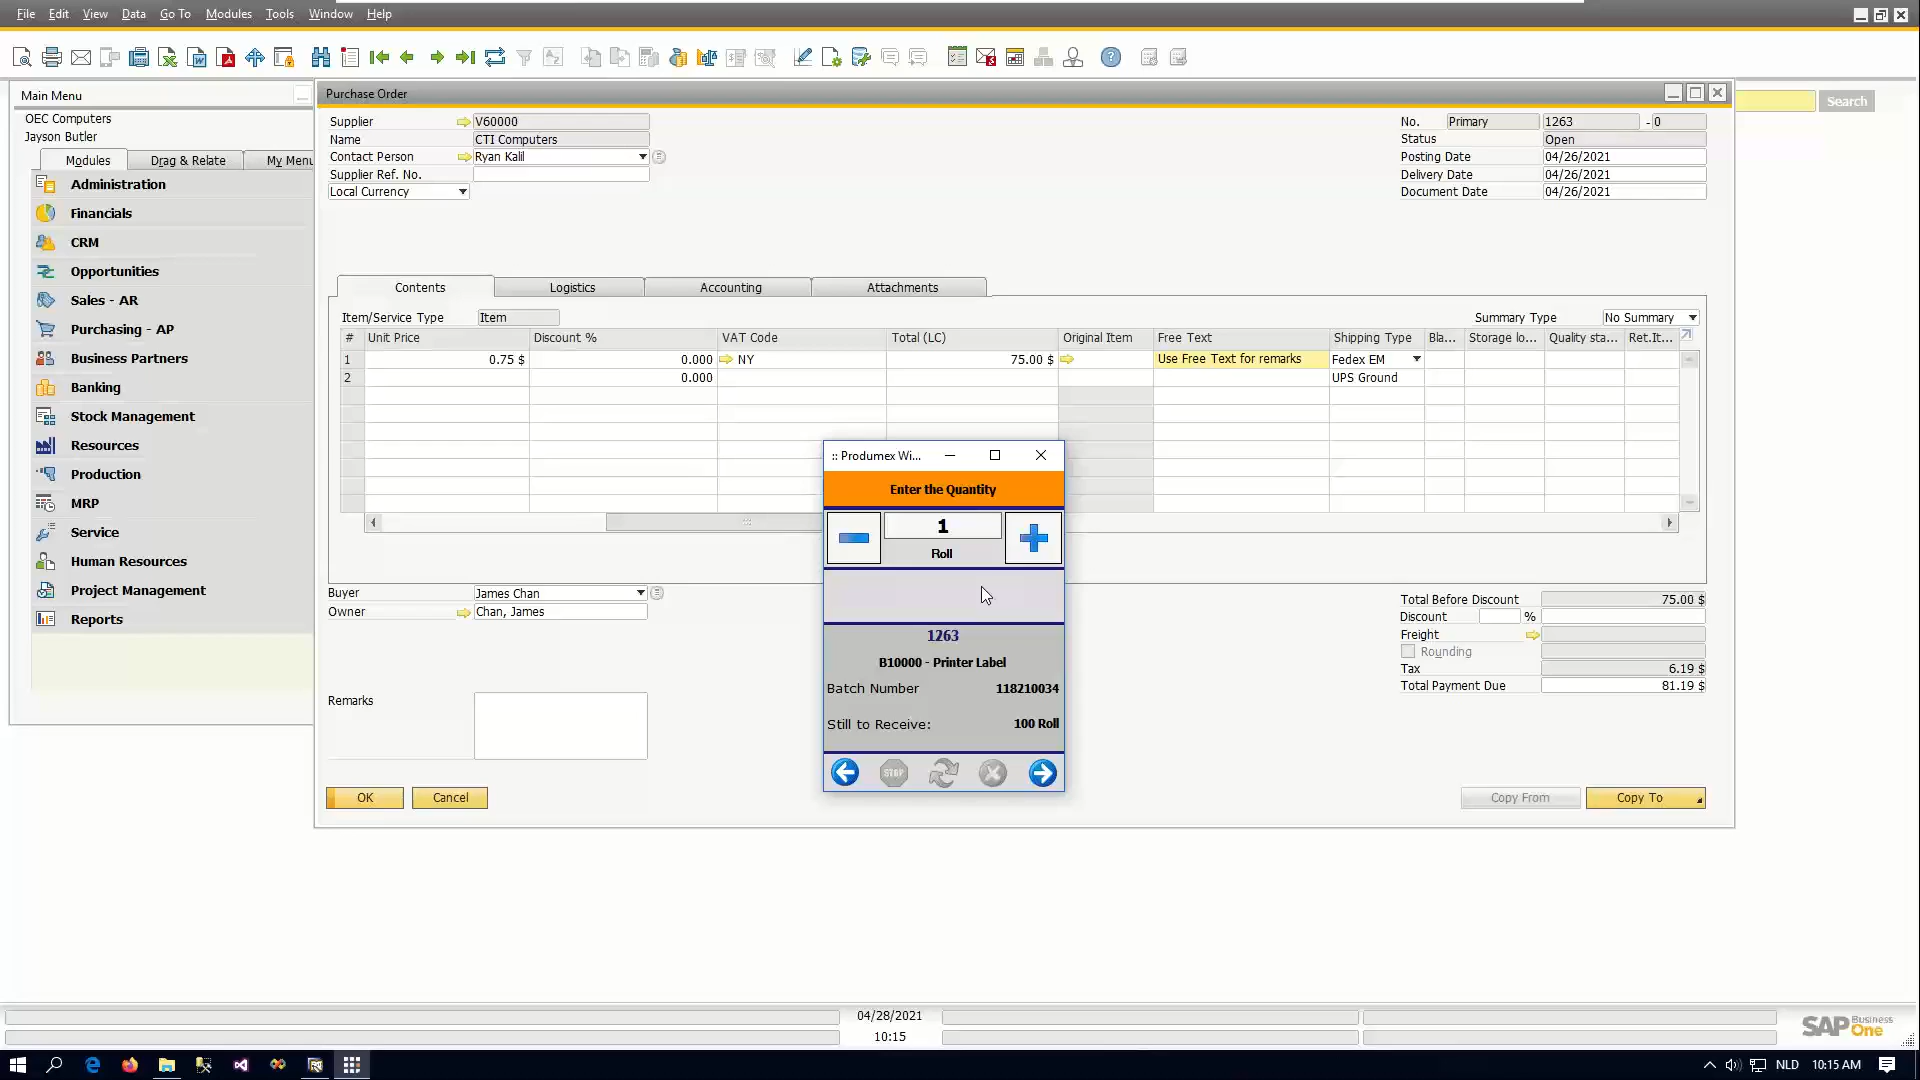 File Edit View Data Go To Modules Tools Window Help
Main Menu
OEC Computers
Jayson Butler
Modules Drag & Relate My Menu
Administration
Financials
CRM
Opportunities
Sales - AR
Purchasing - AP
Business Partners
Banking
Stock Management
Resources
Production
MRP
Service
Human Resources
Project Management
Reports
Purchase Order
Search
Supplier V60000
Name CTI Computers
Contact Person Ryan Kalil
Supplier Ref. No.
Local Currency
No. Primary 1263 - 0
Status Open
Posting Date 04/26/2021
Delivery Date 04/26/2021
Document Date 04/26/2021
Contents Logistics Accounting Attachments
Item/Service Type Item Summary Type No Summary
# Unit Price Discount % VAT Code Total (LC) Original Item Free Text Shipping Type Bla... Storage lo... Quality sta... Ret.It...
1 0.75 $ 0.000 NY 75.00 $ Use Free Text for remarks Fedex EM
2 0.000 UPS Ground
:: Produmex Wi...
Enter the Quantity
1
Roll
1263
B10000 - Printer Label
Batch Number 118210034
Still to Receive: 100 Roll
STOP
Buyer James Chan
Owner Chan, James
Remarks
Total Before Discount 75.00 $
Discount %
Freight
Rounding
Tax 6.19 $
Total Payment Due 81.19 $
OK Cancel Copy From Copy To
04/28/2021
10:15
SAP Business One
NLD 10:15 AM